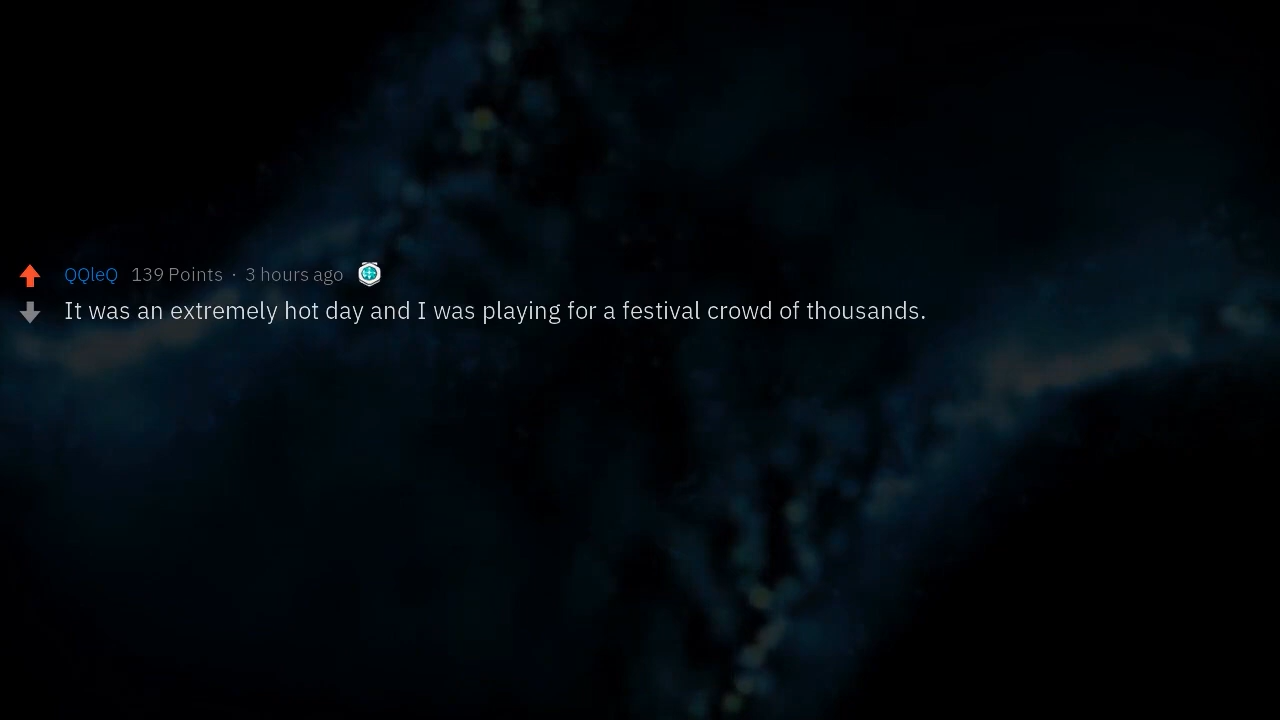 QQleQ 139 Points · 3 hours ago
It was an extremely hot day and I was playing for a festival crowd of thousands.